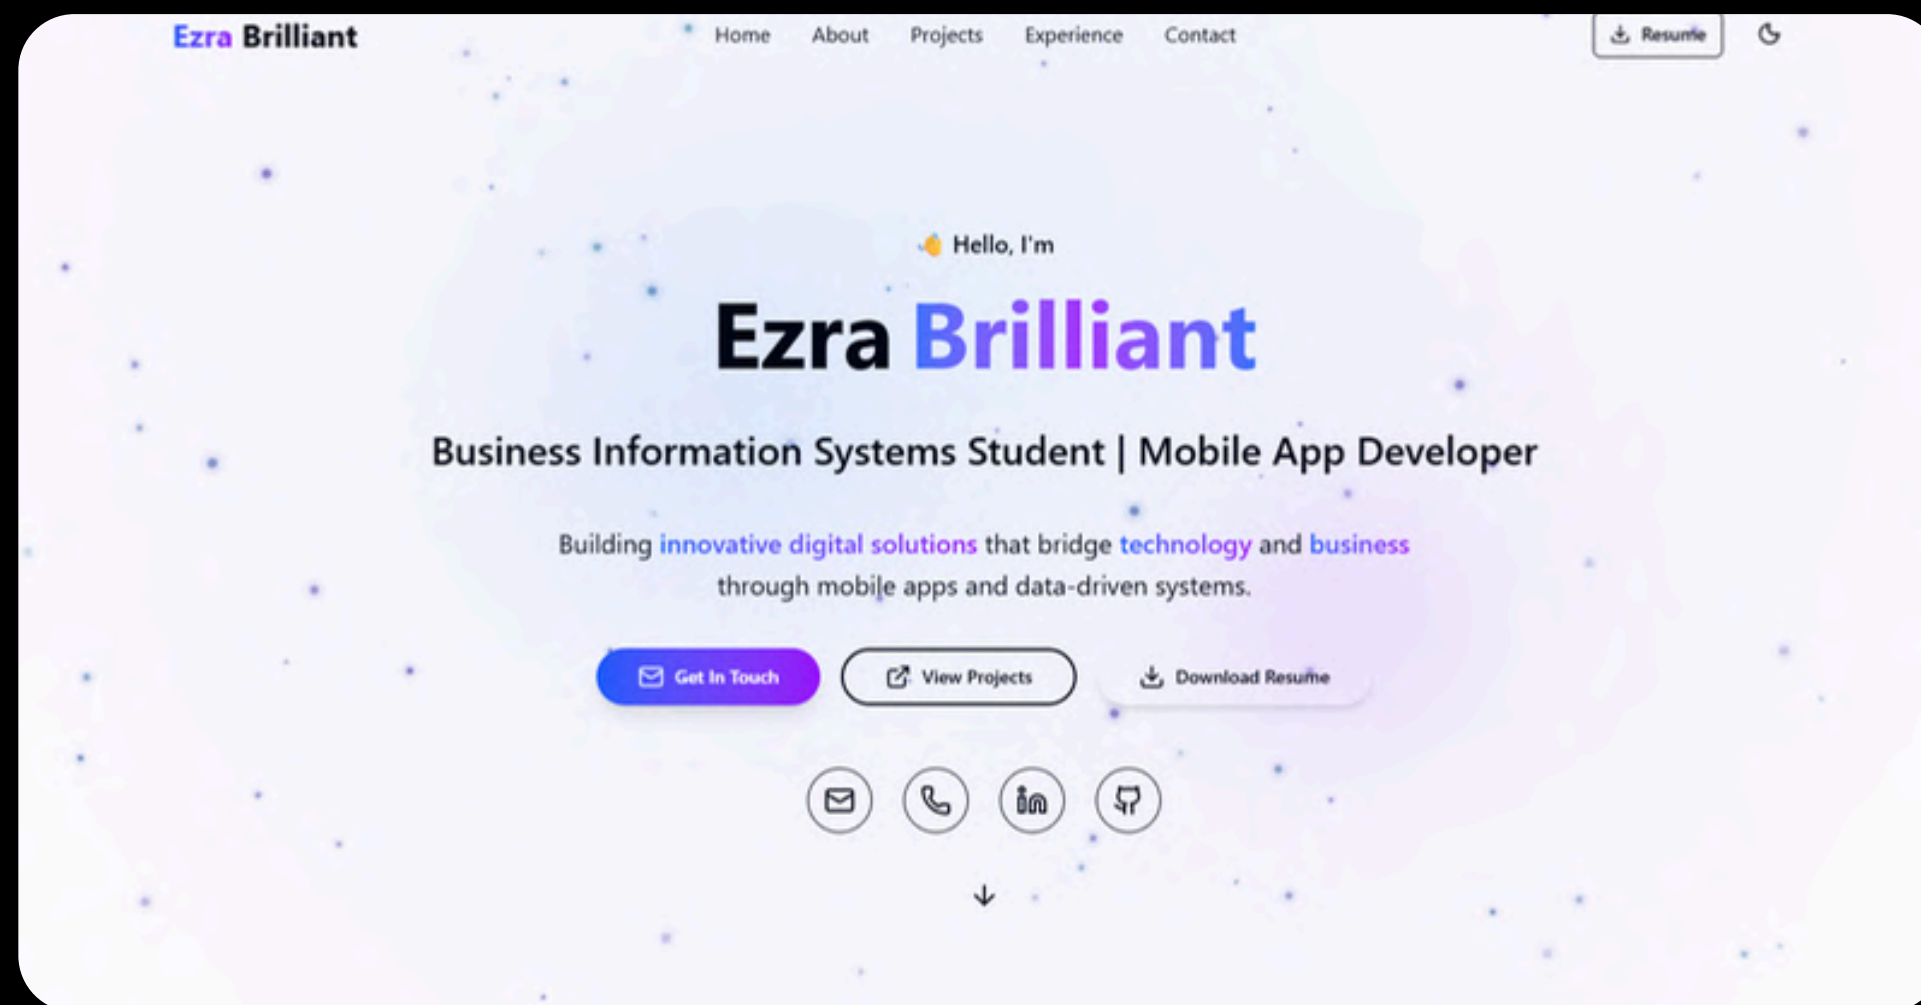 Ezra Brilliant
Home About Projects Experience Contact
Resume
👋 Hello, I'm
Ezra Brilliant
Business Information Systems Student | Mobile App Developer
Building innovative digital solutions that bridge technology and business
through mobile apps and data-driven systems.
Get In Touch
View Projects
Download Resume
in